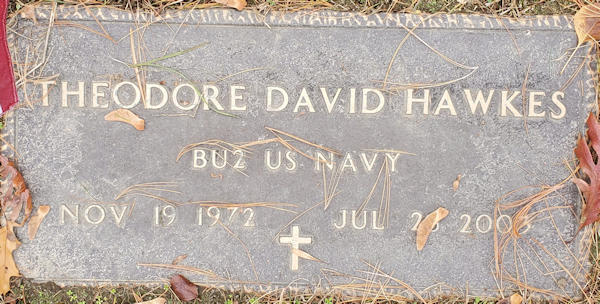 THEODORE DAVID HAWKES
BU2 US NAVY
NOV 19 1972 JUL